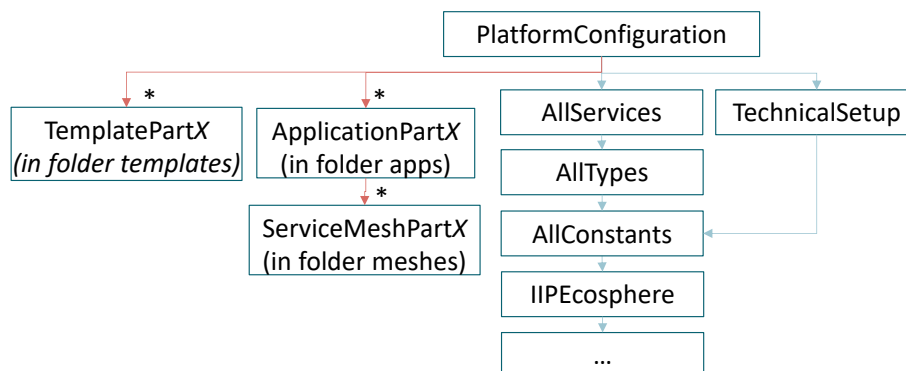 PlatformConfiguration
*
*
TemplatePartX
(in folder templates)
ApplicationPartX
(in folder apps)
AllServices
TechnicalSetup
AllTypes
*
ServiceMeshPartX
(in folder meshes)
AllConstants
IIPEcosphere
...